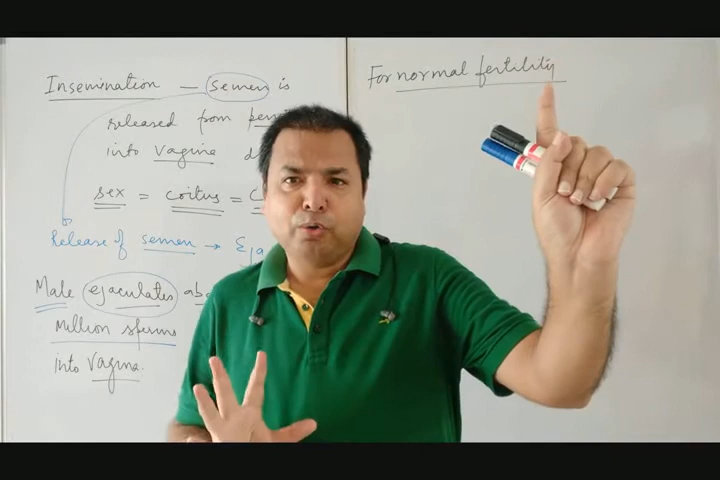 Insemination – semen is
released from
into vagina
sex = coitus =
Release of semen →
Male ejaculates
Million sperms
into vagina.
For normal fertility